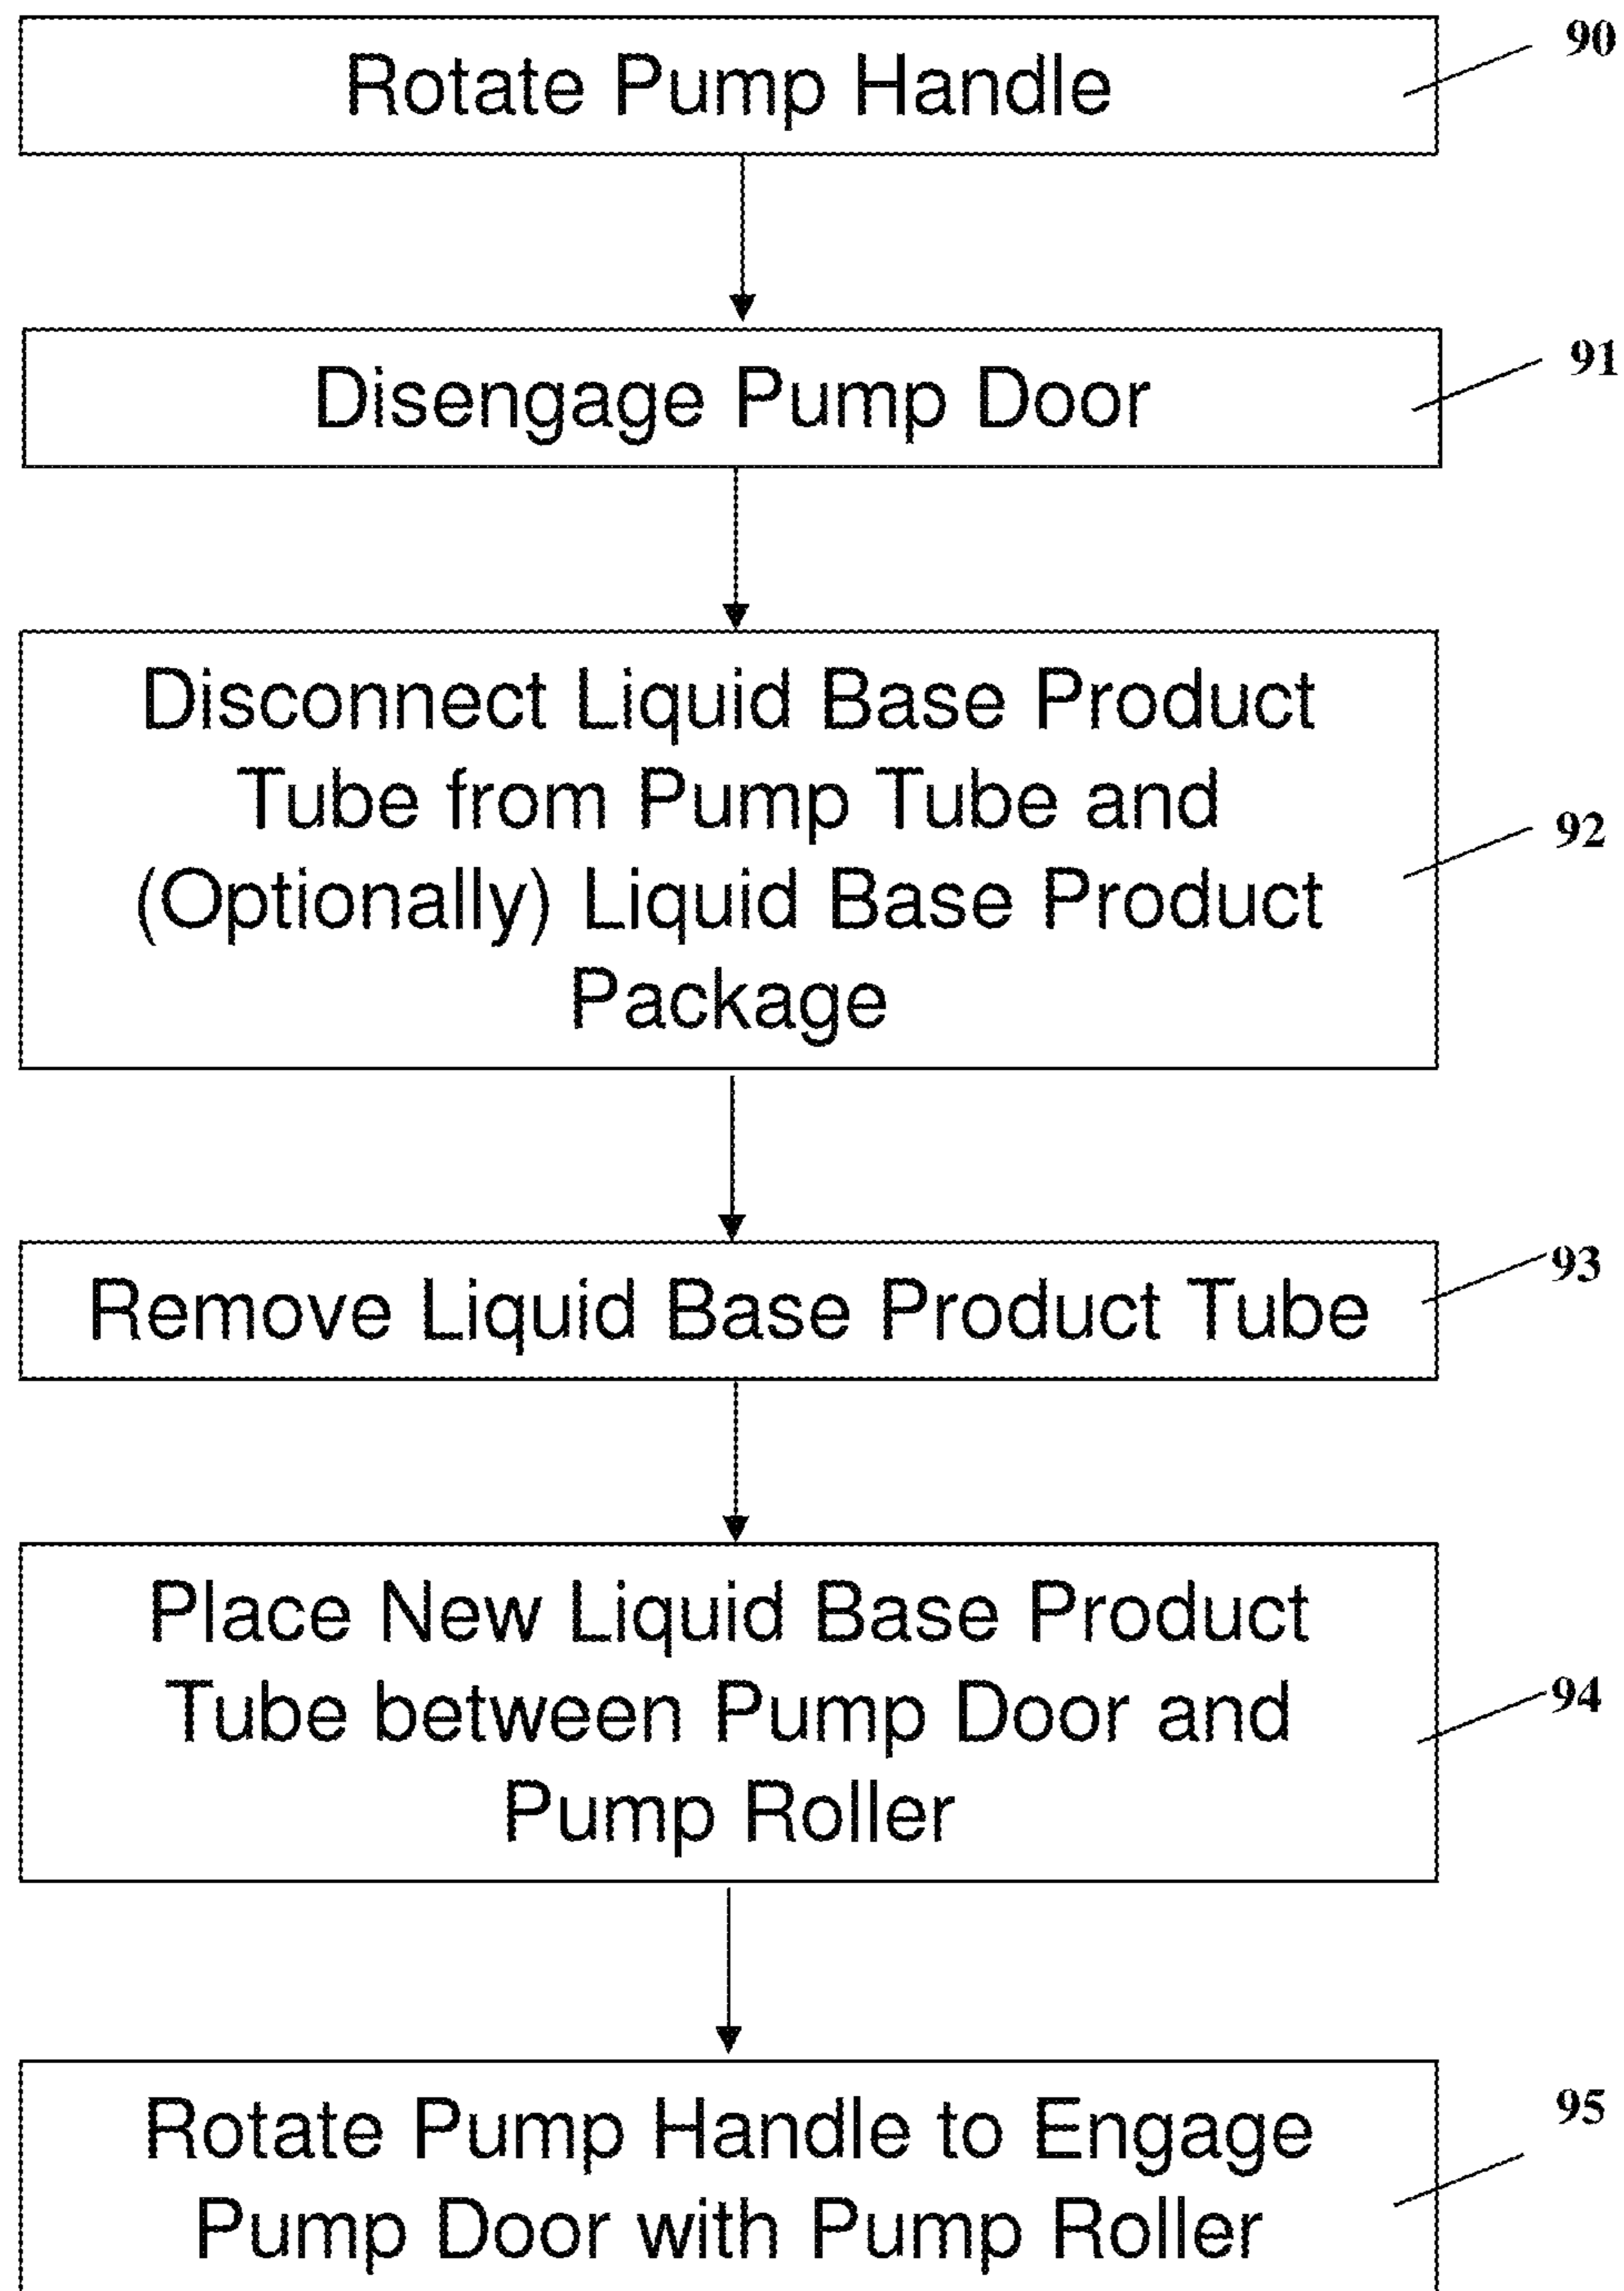 Rotate Pump Handle
90
Disengage Pump Door
91
Disconnect Liquid Base Product
Tube from Pump Tube and
(Optionally) Liquid Base Product
Package
92
Remove Liquid Base Product Tube
93
Place New Liquid Base Product
Tube between Pump Door and
Pump Roller
94
Rotate Pump Handle to Engage
Pump Door with Pump Roller
95